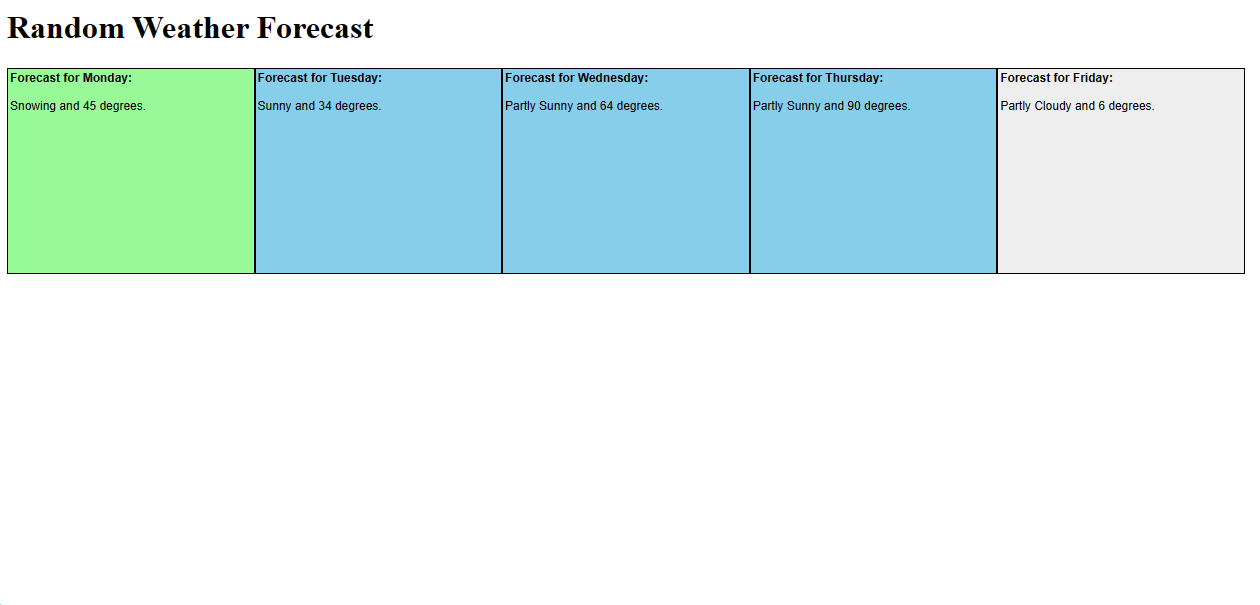 Random Weather Forecast
Forecast for Monday:
Snowing and 45 degrees.
Forecast for Tuesday:
Sunny and 34 degrees.
Forecast for Wednesday:
Partly Sunny and 64 degrees.
Forecast for Thursday:
Partly Sunny and 90 degrees.
Forecast for Friday:
Partly Cloudy and 6 degrees.